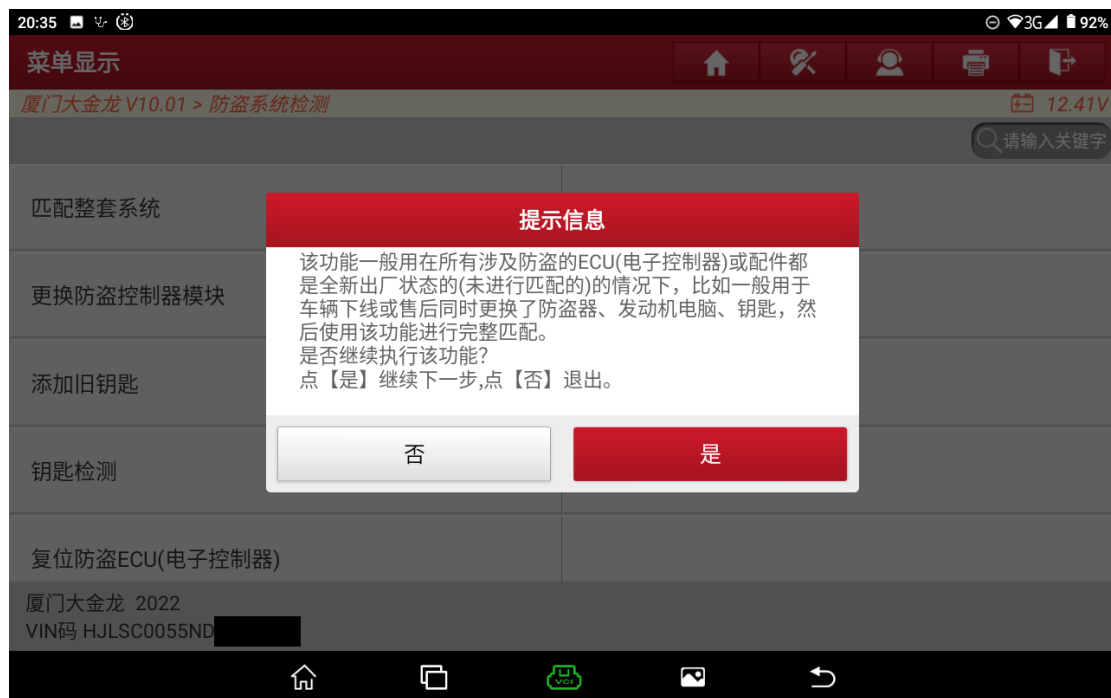 20:35
3G 92%
菜单显示
厦门大金龙 V10.01 > 防盗系统检测
12.41V
请输入关键字
匹配整套系统
更换防盗控制器模块
添加旧钥匙
钥匙检测
复位防盗ECU(电子控制器)
提示信息
该功能一般用在所有涉及防盗的ECU(电子控制器)或配件都
是全新出厂状态的(未进行匹配的)的情况下，比如一般用于
车辆下线或售后同时更换了防盗器、发动机电脑、钥匙，然
后使用该功能进行完整匹配。
是否继续执行该功能？
点【是】继续下一步,点【否】退出。
否
是
厦门大金龙 2022
VIN码 HJLSC0055ND
VCI